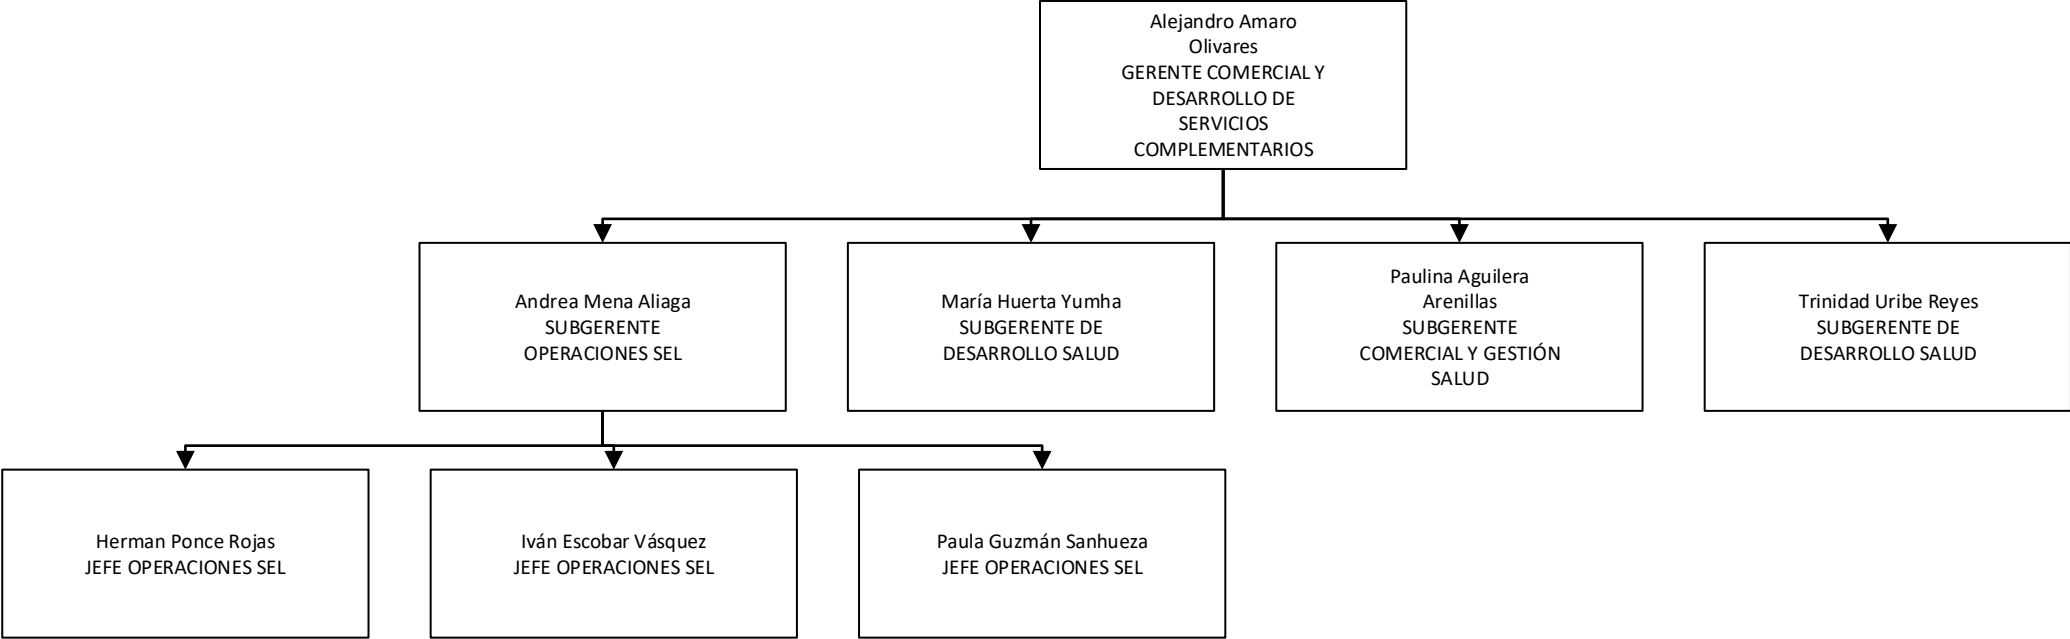 Alejandro Amaro
Olivares
GERENTE COMERCIAL Y
DESARROLLO DE
SERVICIOS
COMPLEMENTARIOS
Andrea Mena Aliaga
SUBGERENTE
OPERACIONES SEL
María Huerta Yumha
SUBGERENTE DE
DESARROLLO SALUD
Paulina Aguilera
Arenillas
SUBGERENTE
COMERCIAL Y GESTIÓN
SALUD
Trinidad Uribe Reyes
SUBGERENTE DE
DESARROLLO SALUD
Herman Ponce Rojas
JEFE OPERACIONES SEL
Iván Escobar Vásquez
JEFE OPERACIONES SEL
Paula Guzmán Sanhueza
JEFE OPERACIONES SEL